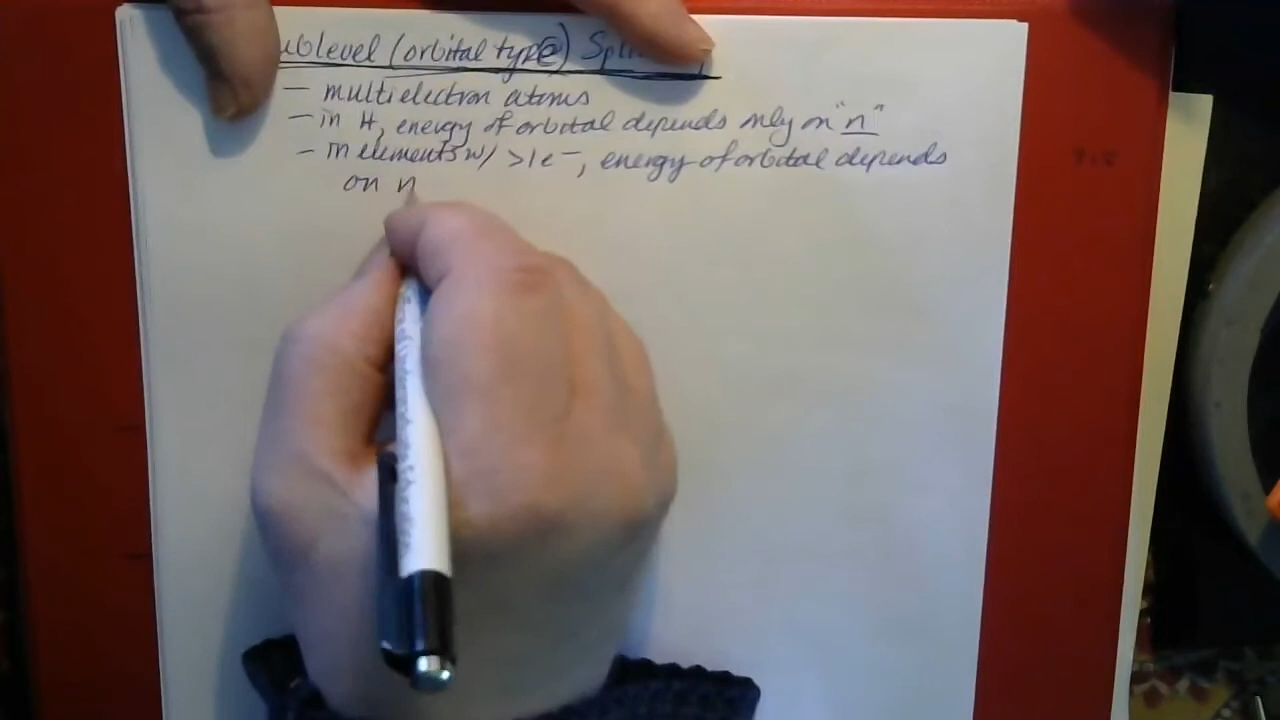 ublevel (orbital type) Spli
— multielectron atoms
— in H, energy of orbital depends only on "n"
— in elements w/ >1e⁻, energy of orbital depends
on n